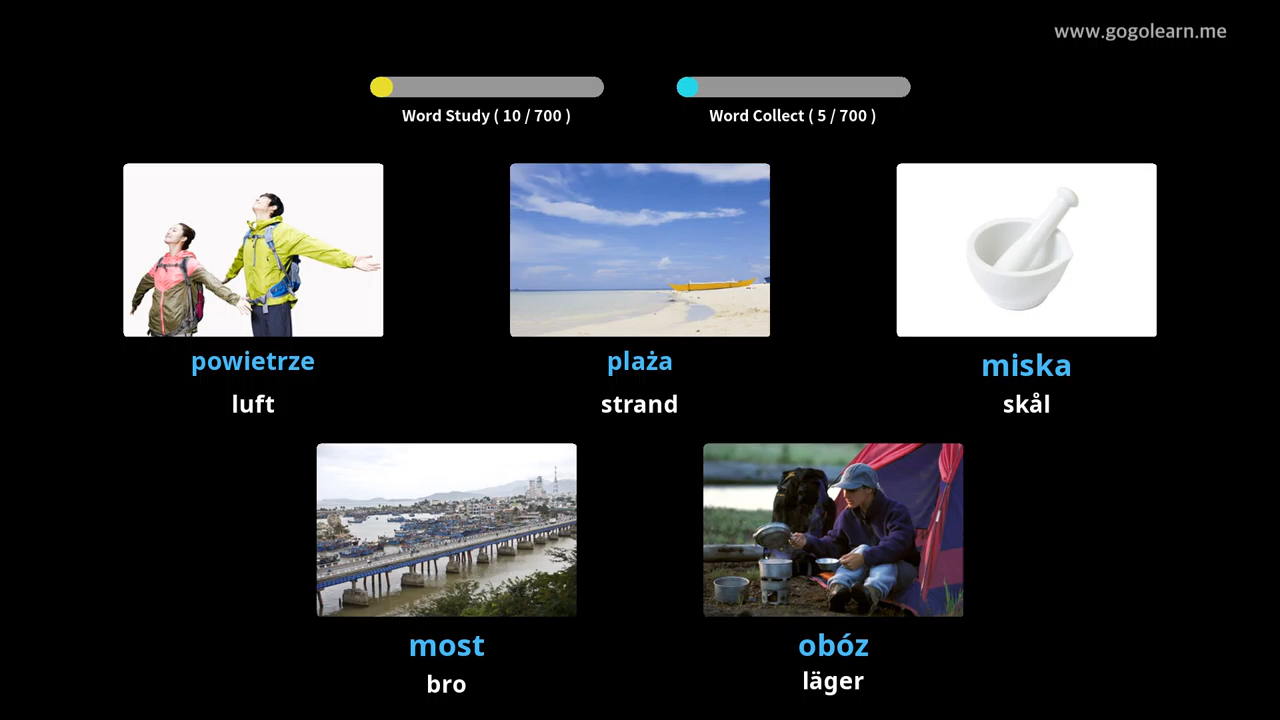 www.gogolearn.me
Word Study ( 10 / 700 )
Word Collect ( 5 / 700 )
powietrze
plaża
miska
luft
strand
skål
most
obóz
bro
läger